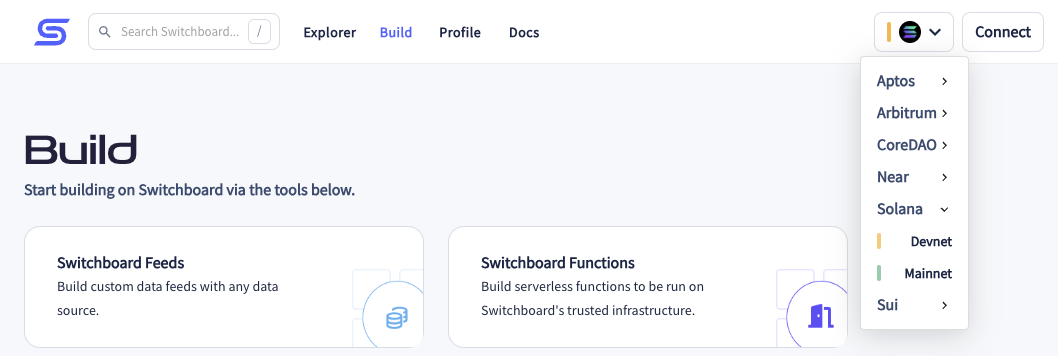 Search Switchboard... /
Explorer
Build
Profile
Docs
Connect
Aptos
Arbitrum
CoreDAO
Near
Solana
Devnet
Mainnet
Sui
Build
Start building on Switchboard via the tools below.
Switchboard Feeds
Build custom data feeds with any data
source.
Switchboard Functions
Build serverless functions to be run on
Switchboard's trusted infrastructure.